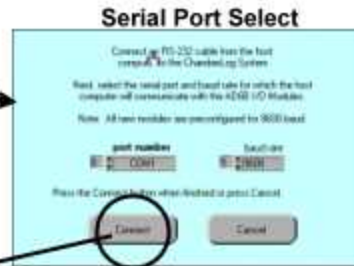 Serial Port Select
Connect an RS-232 cable from the host
computer to the ChamberLog System
Next, select the serial port and baud rate for which the host
computer will communicate with the I/O Modules
Note: All new modules are preconfigured for 9600 baud
port number baud rate
COM1 9600
Press the Connect button when finished or press Cancel
Connect Cancel